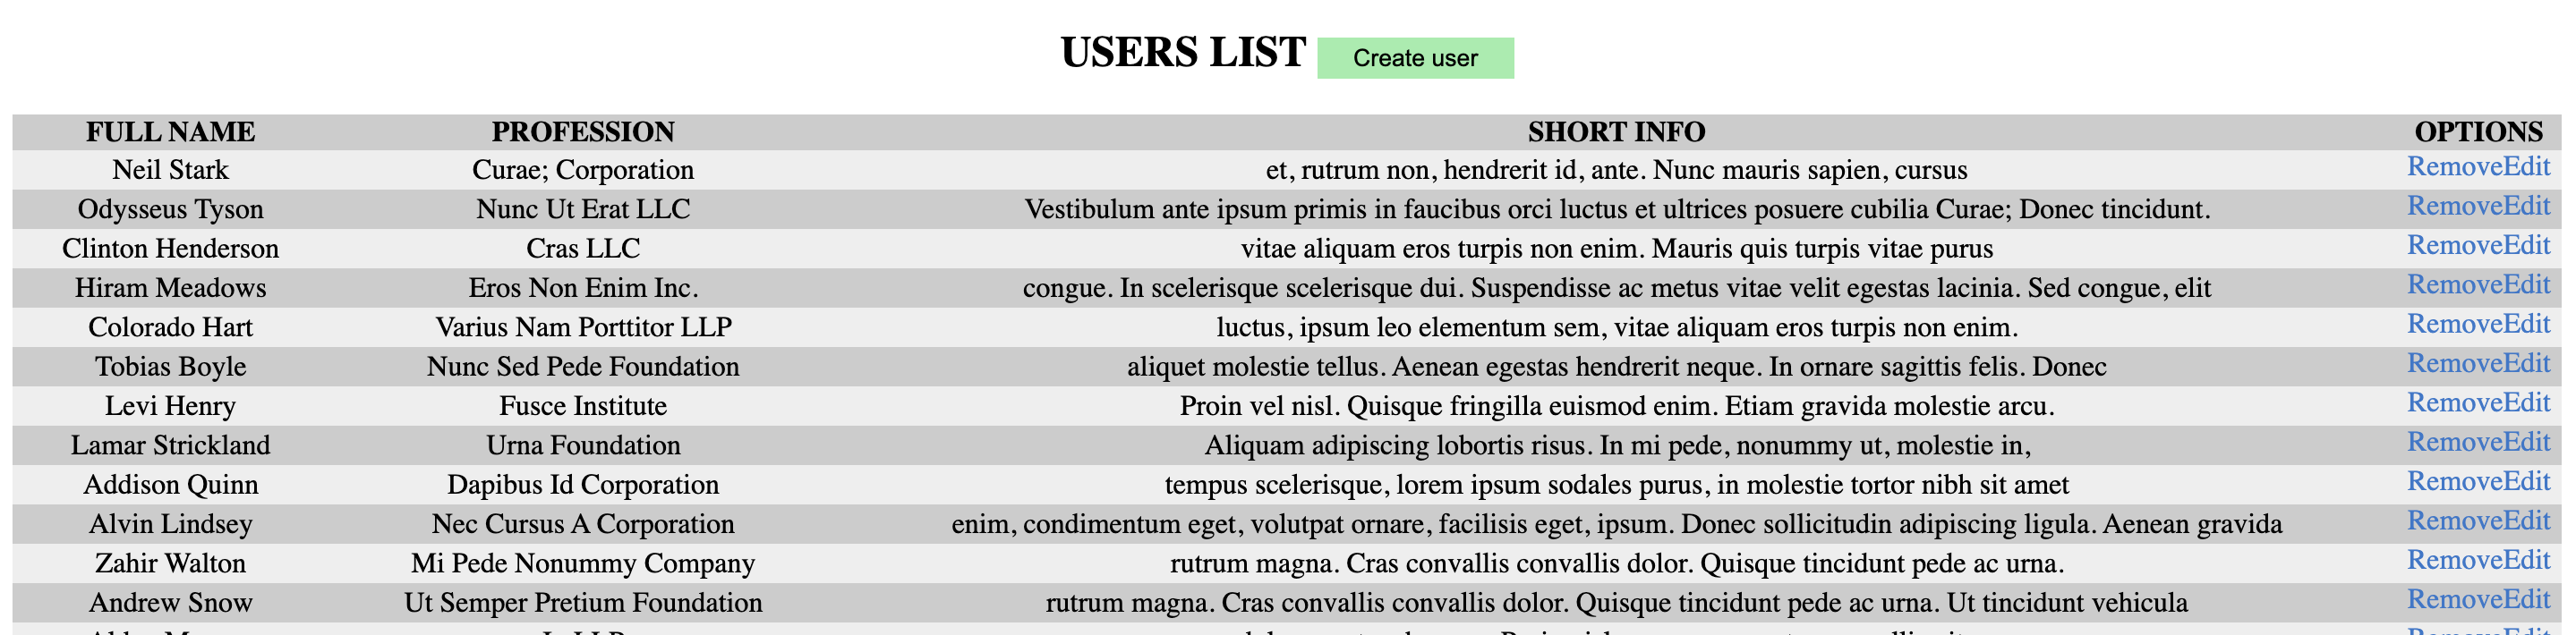 USERS LIST Create user
FULL NAME PROFESSION SHORT INFO OPTIONS
Neil Stark Curae; Corporation et, rutrum non, hendrerit id, ante. Nunc mauris sapien, cursus RemoveEdit
Odysseus Tyson Nunc Ut Erat LLC Vestibulum ante ipsum primis in faucibus orci luctus et ultrices posuere cubilia Curae; Donec tincidunt. RemoveEdit
Clinton Henderson Cras LLC vitae aliquam eros turpis non enim. Mauris quis turpis vitae purus RemoveEdit
Hiram Meadows Eros Non Enim Inc. congue. In scelerisque scelerisque dui. Suspendisse ac metus vitae velit egestas lacinia. Sed congue, elit RemoveEdit
Colorado Hart Varius Nam Porttitor LLP luctus, ipsum leo elementum sem, vitae aliquam eros turpis non enim. RemoveEdit
Tobias Boyle Nunc Sed Pede Foundation aliquet molestie tellus. Aenean egestas hendrerit neque. In ornare sagittis felis. Donec RemoveEdit
Levi Henry Fusce Institute Proin vel nisl. Quisque fringilla euismod enim. Etiam gravida molestie arcu. RemoveEdit
Lamar Strickland Urna Foundation Aliquam adipiscing lobortis risus. In mi pede, nonummy ut, molestie in, RemoveEdit
Addison Quinn Dapibus Id Corporation tempus scelerisque, lorem ipsum sodales purus, in molestie tortor nibh sit amet RemoveEdit
Alvin Lindsey Nec Cursus A Corporation enim, condimentum eget, volutpat ornare, facilisis eget, ipsum. Donec sollicitudin adipiscing ligula. Aenean gravida RemoveEdit
Zahir Walton Mi Pede Nonummy Company rutrum magna. Cras convallis convallis dolor. Quisque tincidunt pede ac urna. RemoveEdit
Andrew Snow Ut Semper Pretium Foundation rutrum magna. Cras convallis convallis dolor. Quisque tincidunt pede ac urna. Ut tincidunt vehicula RemoveEdit